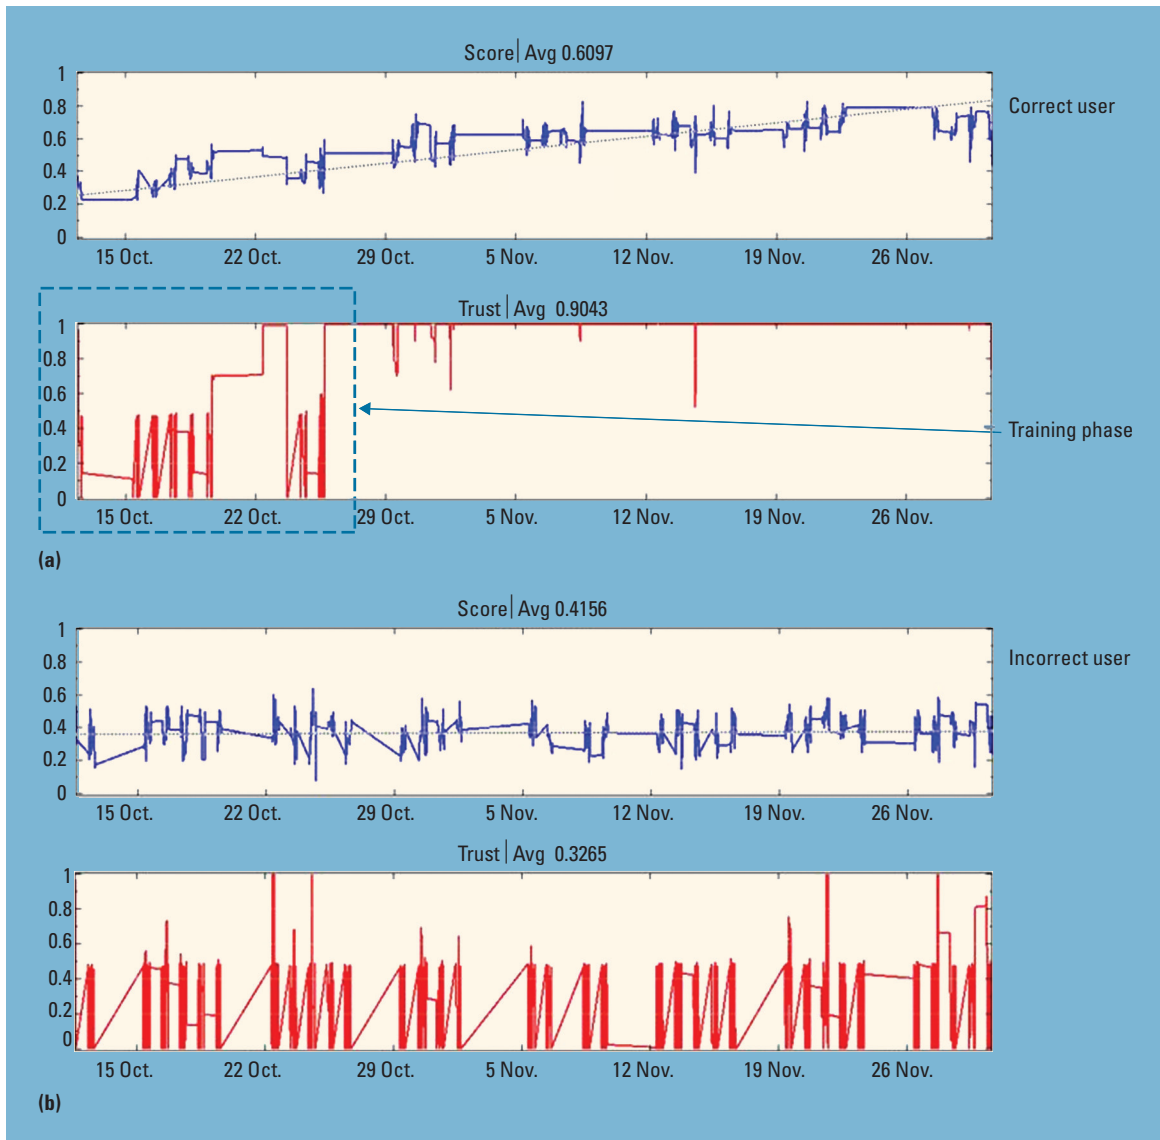 Score | Avg 0.6097
1
0.8
0.6
0.4
0.2
0
Correct user
15 Oct. 22 Oct. 29 Oct. 5 Nov. 12 Nov. 19 Nov. 26 Nov.
Trust | Avg 0.9043
1
0.8
0.6
0.4
0.2
0
Training phase
15 Oct. 22 Oct. 29 Oct. 5 Nov. 12 Nov. 19 Nov. 26 Nov.
(a)
Score | Avg 0.4156
1
0.8
0.6
0.4
0.2
0
Incorrect user
15 Oct. 22 Oct. 29 Oct. 5 Nov. 12 Nov. 19 Nov. 26 Nov.
Trust | Avg 0.3265
1
0.8
0.6
0.4
0.2
0
15 Oct. 22 Oct. 29 Oct. 5 Nov. 12 Nov. 19 Nov. 26 Nov.
(b)